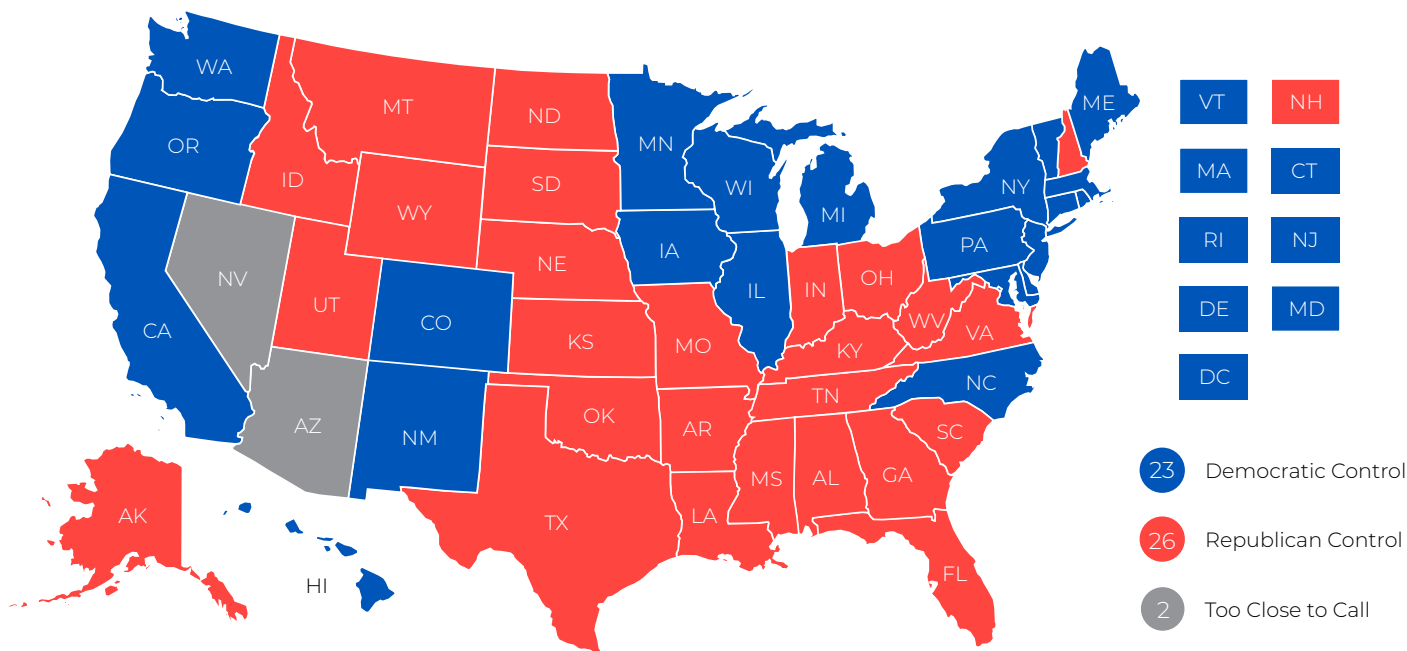 WA
OR
CA
NV
ID
MT
WY
UT
AZ
CO
NM
ND
SD
NE
KS
OK
TX
MN
IA
MO
AR
LA
WI
IL
MI
IN
OH
KY
TN
MS
AL
GA
FL
SC
NC
VA
WV
PA
NY
ME
AK
HI
VT NH
MA CT
RI NJ
DE MD
DC
23 Democratic Control
26 Republican Control
2 Too Close to Call